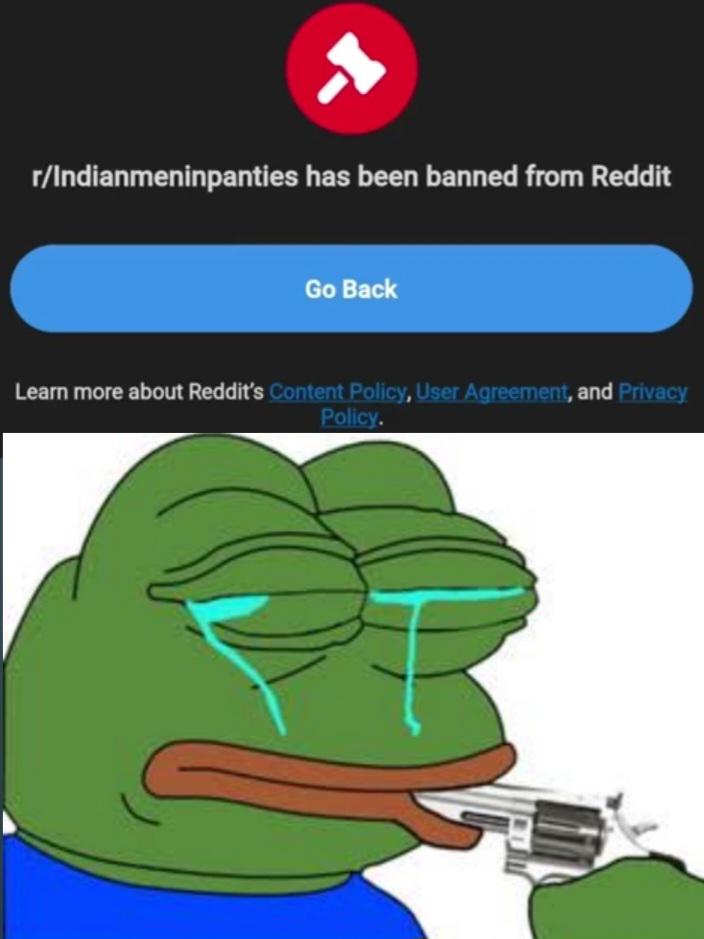 r/Indianmeninpanties has been banned from Reddit
Go Back
Learn more about Reddit's Content Policy, User Agreement, and Privacy
Policy.